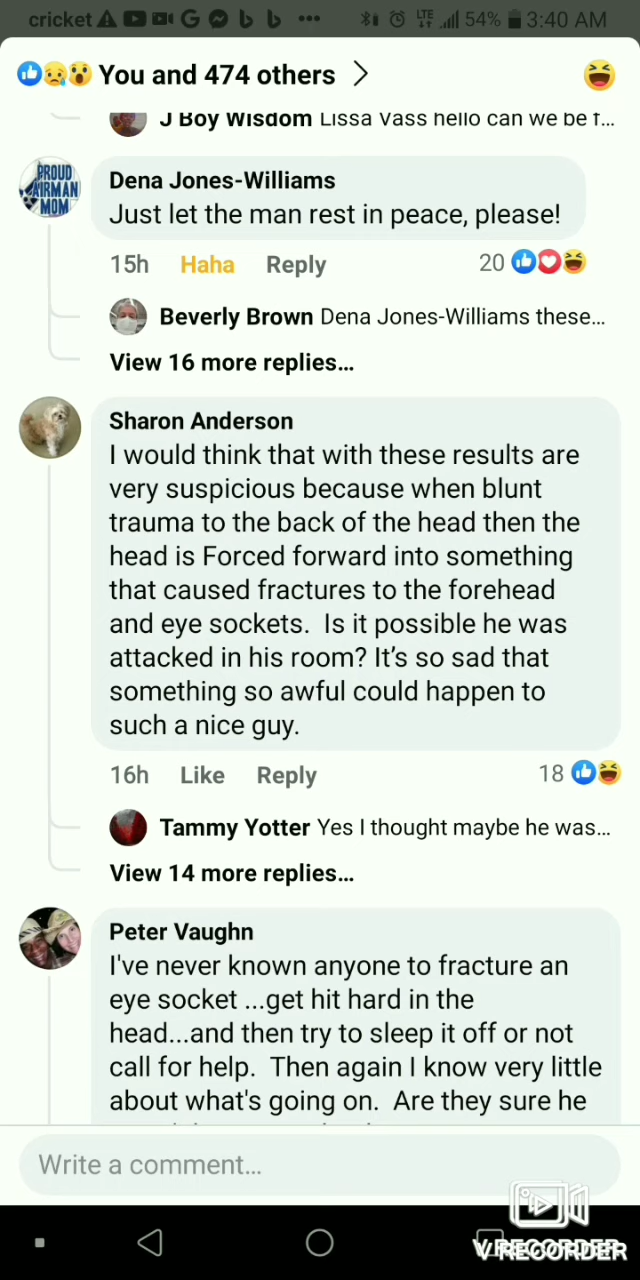 cricket
LTE
54%
3:40 AM
You and 474 others
J Boy Wisdom Lissa Vass hello can we be f...
PROUD
AIRMAN
MOM
Dena Jones-Williams
Just let the man rest in peace, please!
15h Haha Reply 20
Beverly Brown Dena Jones-Williams these...
View 16 more replies...
Sharon Anderson
I would think that with these results are
very suspicious because when blunt
trauma to the back of the head then the
head is Forced forward into something
that caused fractures to the forehead
and eye sockets.  Is it possible he was
attacked in his room? It's so sad that
something so awful could happen to
such a nice guy.
16h Like Reply 18
Tammy Yotter Yes I thought maybe he was...
View 14 more replies...
Peter Vaughn
I've never known anyone to fracture an
eye socket ...get hit hard in the
head...and then try to sleep it off or not
call for help.  Then again I know very little
about what's going on.  Are they sure he
Write a comment...
V RECORDER